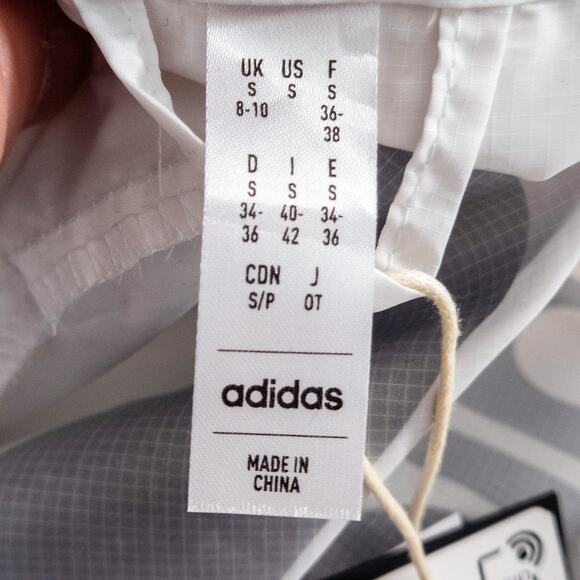 UK US F
S S S
8-10 36-
38
D I E
S S S
34- 40- 34-
36 42 36
CDN J
S/P OT
adidas
MADE IN
CHINA